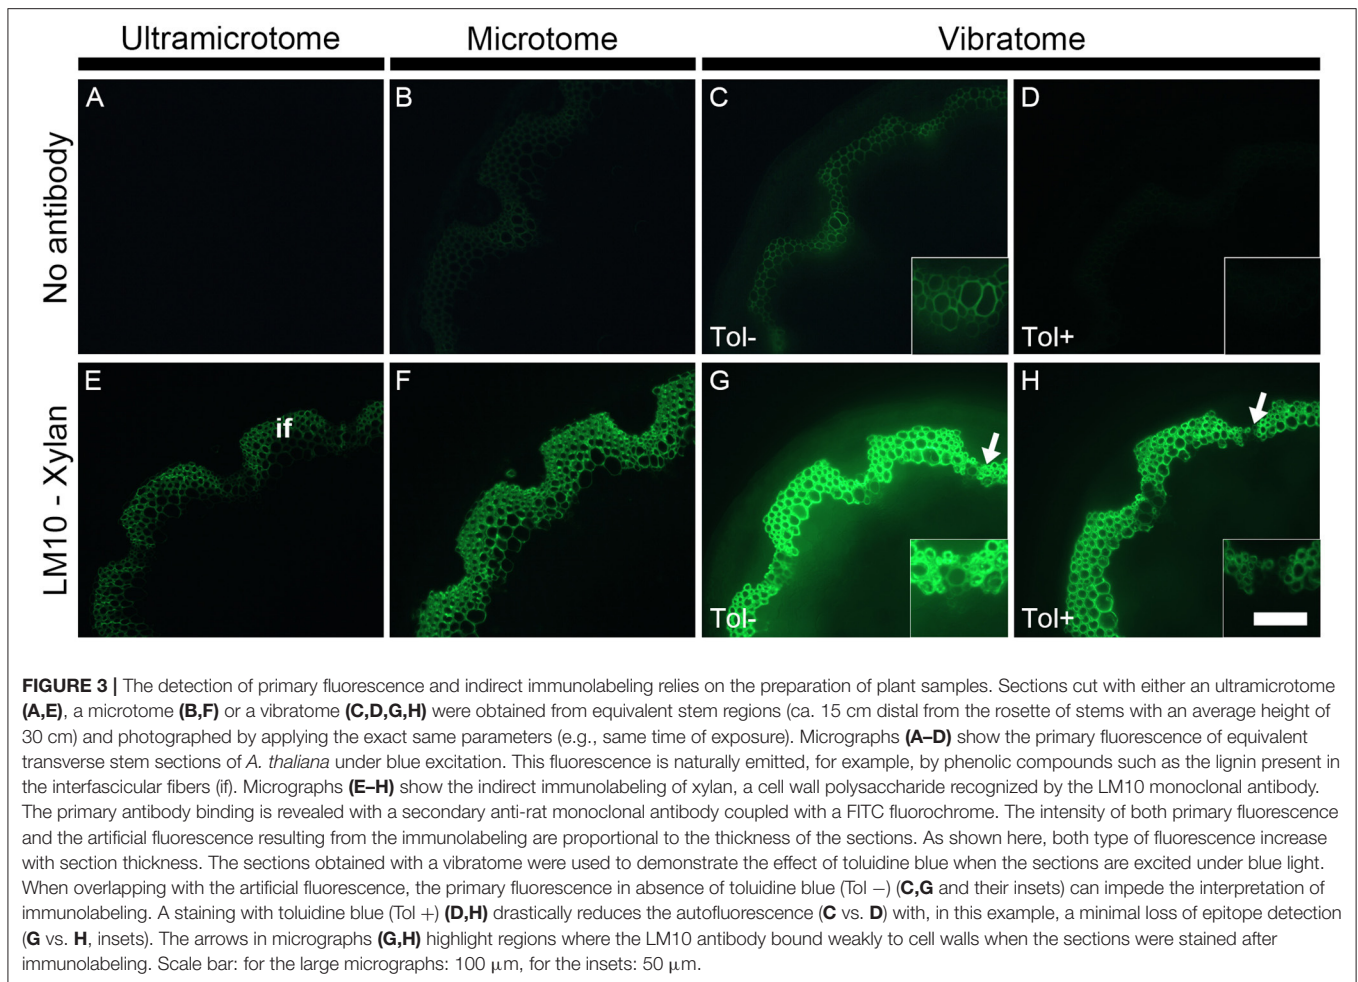 Ultramicrotome
Microtome
Vibratome
No antibody
A
B
C
D
Tol-
Tol+
LM10 - Xylan
E
if
F
G
H
Tol-
Tol+
FIGURE 3 | The detection of primary fluorescence and indirect immunolabeling relies on the preparation of plant samples. Sections cut with either an ultramicrotome
(A,E), a microtome (B,F) or a vibratome (C,D,G,H) were obtained from equivalent stem regions (ca. 15 cm distal from the rosette of stems with an average height of
30 cm) and photographed by applying the exact same parameters (e.g., same time of exposure). Micrographs (A–D) show the primary fluorescence of equivalent
transverse stem sections of A. thaliana under blue excitation. This fluorescence is naturally emitted, for example, by phenolic compounds such as the lignin present in
the interfascicular fibers (if). Micrographs (E–H) show the indirect immunolabeling of xylan, a cell wall polysaccharide recognized by the LM10 monoclonal antibody.
The primary antibody binding is revealed with a secondary anti-rat monoclonal antibody coupled with a FITC fluorochrome. The intensity of both primary fluorescence
and the artificial fluorescence resulting from the immunolabeling are proportional to the thickness of the sections. As shown here, both type of fluorescence increase
with section thickness. The sections obtained with a vibratome were used to demonstrate the effect of toluidine blue when the sections are excited under blue light.
When overlapping with the artificial fluorescence, the primary fluorescence in absence of toluidine blue (Tol −) (C,G and their insets) can impede the interpretation of
immunolabeling. A staining with toluidine blue (Tol +) (D,H) drastically reduces the autofluorescence (C vs. D) with, in this example, a minimal loss of epitope detection
(G vs. H, insets). The arrows in micrographs (G,H) highlight regions where the LM10 antibody bound weakly to cell walls when the sections were stained after
immunolabeling. Scale bar: for the large micrographs: 100 μm, for the insets: 50 μm.